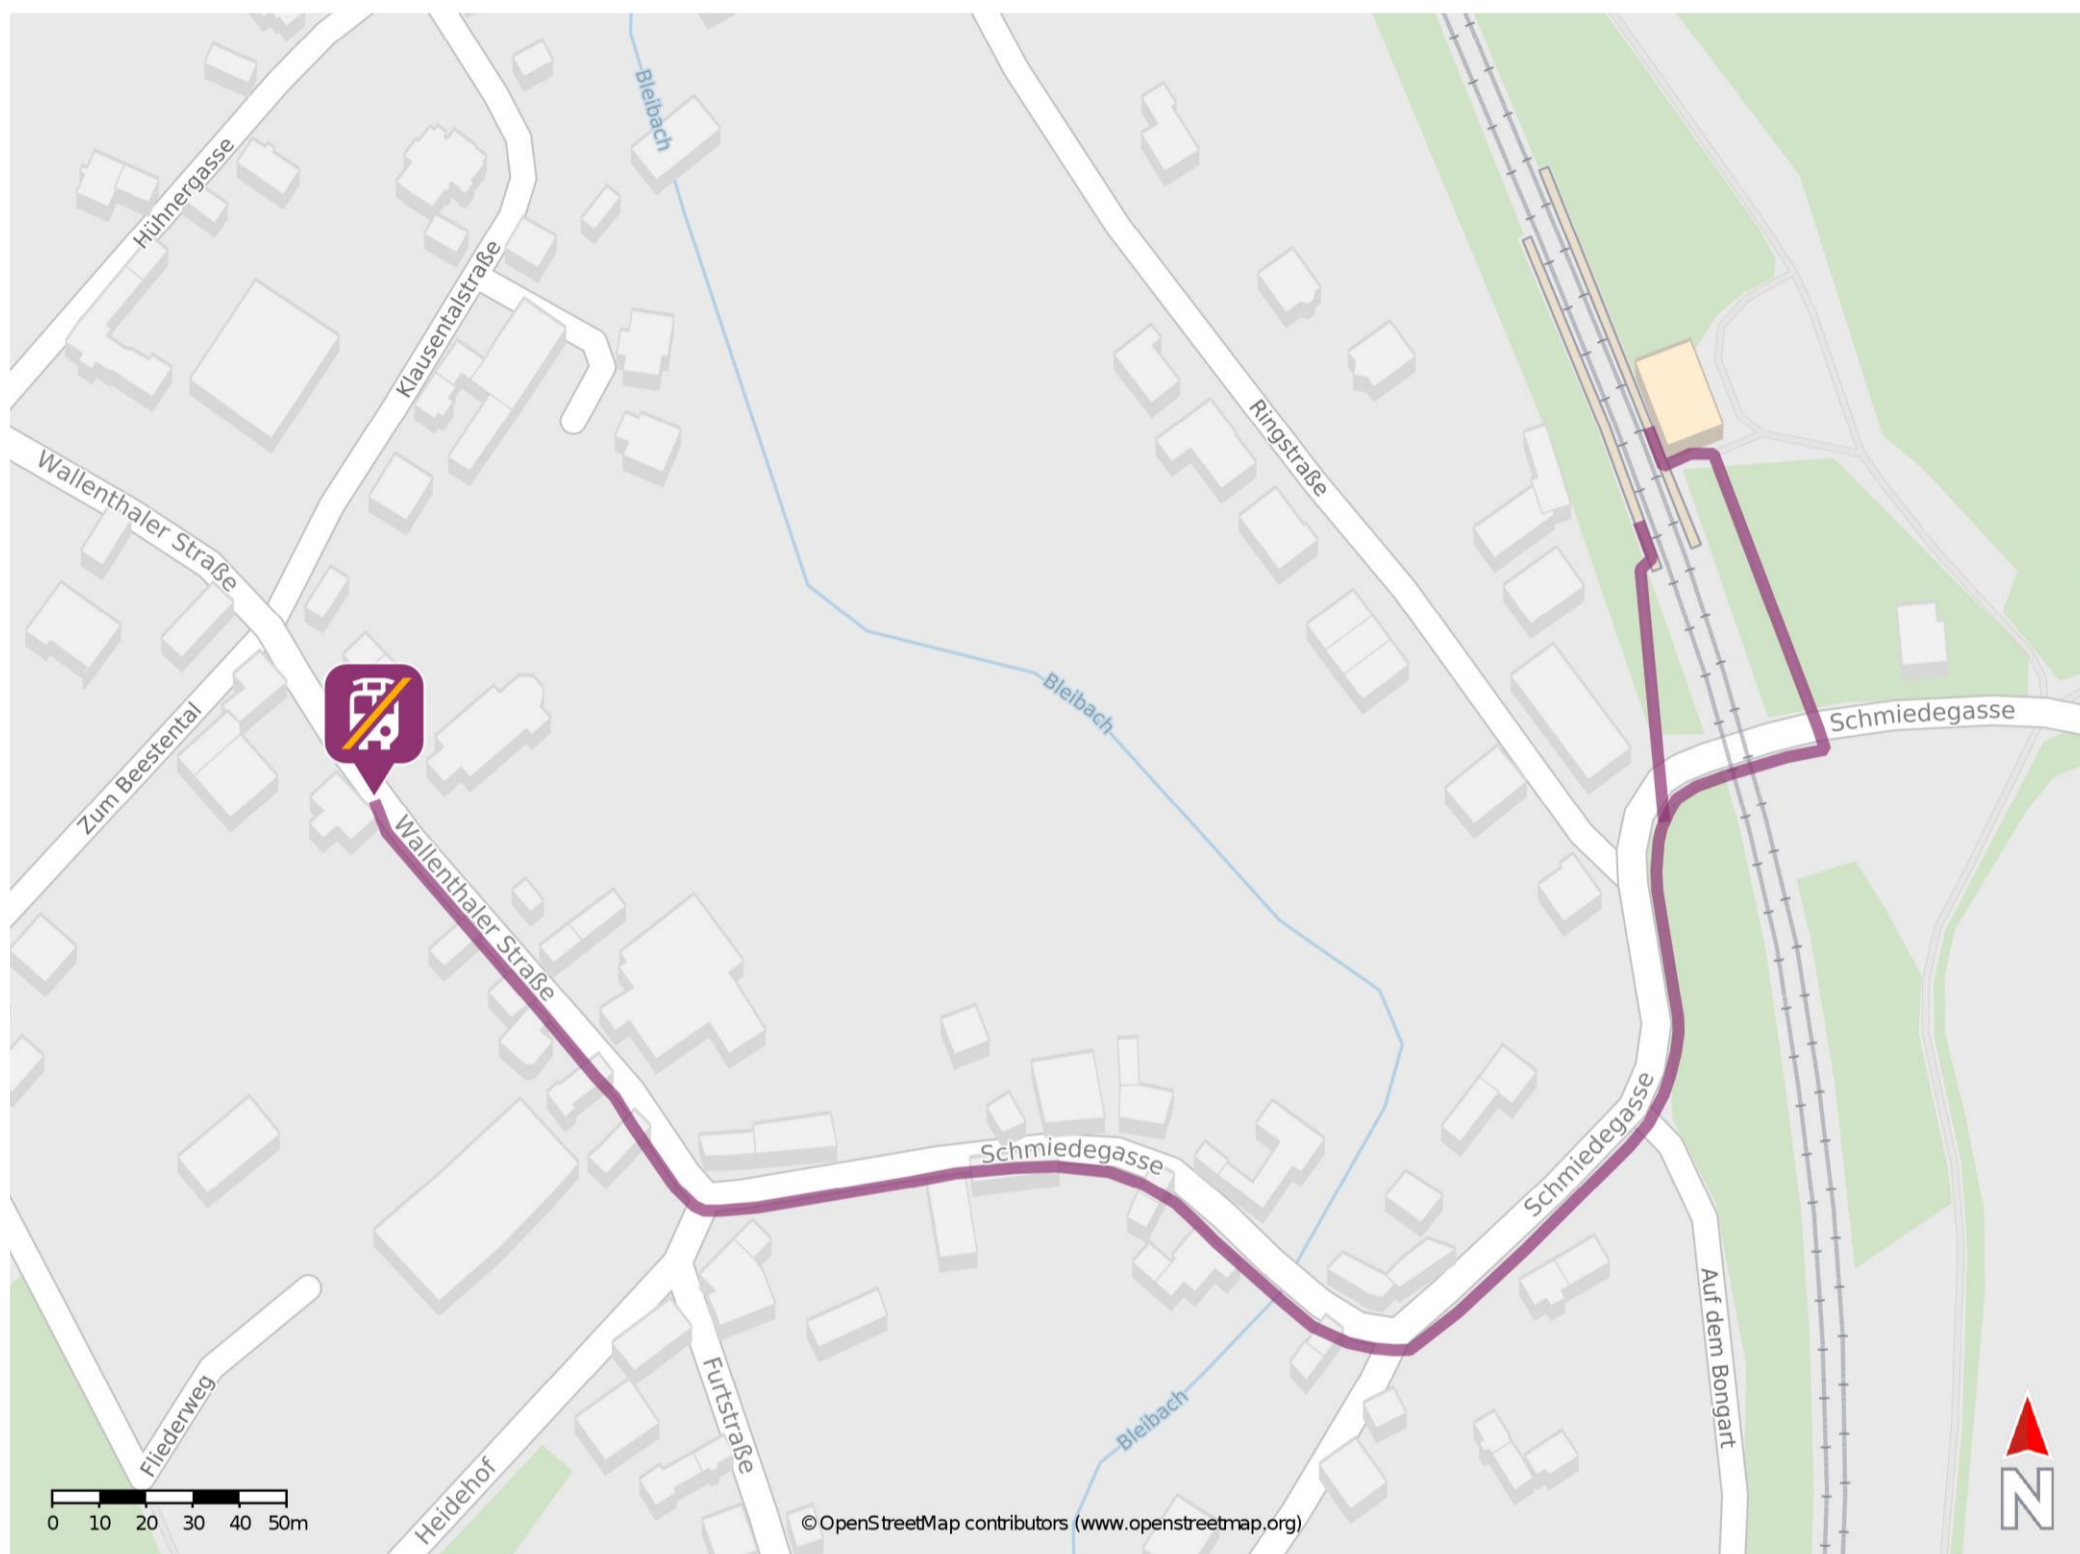 Bleibach
Hühnergasse
Klausentalstraße
Wallenthaler Straße
Ringstraße
Bleibach
Schmiedegasse
Zum Beestental
Wallenthaler Straße
Schmiedegasse
Schmiedegasse
Auf dem Bongart
Furtstraße
Fliederweg
Bleibach
Heidehof
N
0 10 20 30 40 50m
© OpenStreetMap contributors (www.openstreetmap.org)